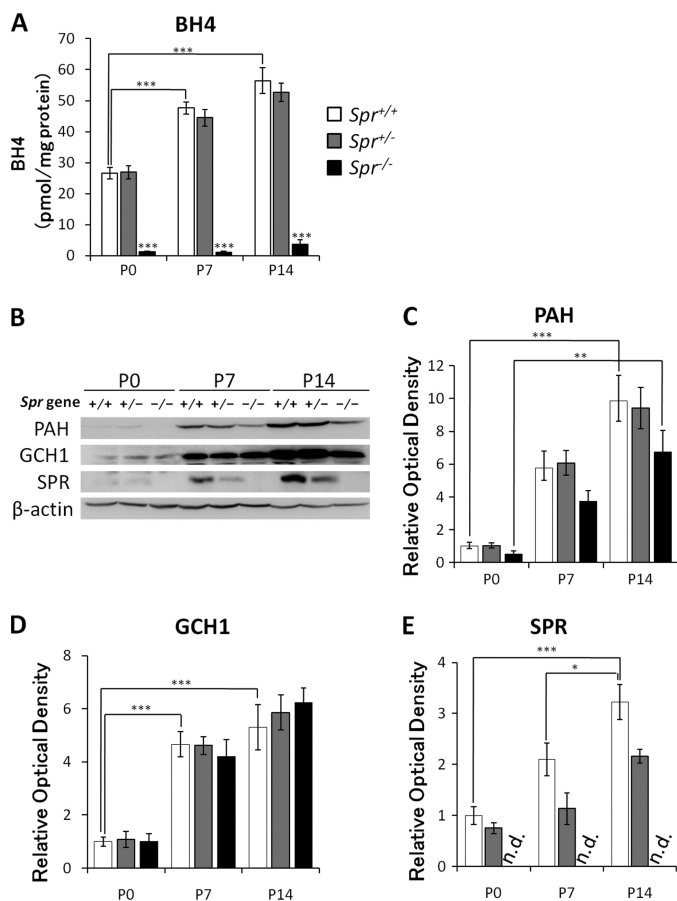 A
BH4
BH4
(pmol/mg protein)
70
60
50
40
30
20
10
0
***
***
***
***
***
P0 P7 P14
Spr+/+
Spr+/-
Spr-/-
B
P0 P7 P14
Spr gene +/+ +/− −/− +/+ +/− −/− +/+ +/− −/−
PAH
GCH1
SPR
β-actin
C
PAH
Relative Optical Density
12
10
8
6
4
2
0
***
**
P0 P7 P14
D
GCH1
Relative Optical Density
8
6
4
2
0
***
***
P0 P7 P14
E
SPR
Relative Optical Density
4
3
2
1
0
***
*
n.d. n.d. n.d.
P0 P7 P14